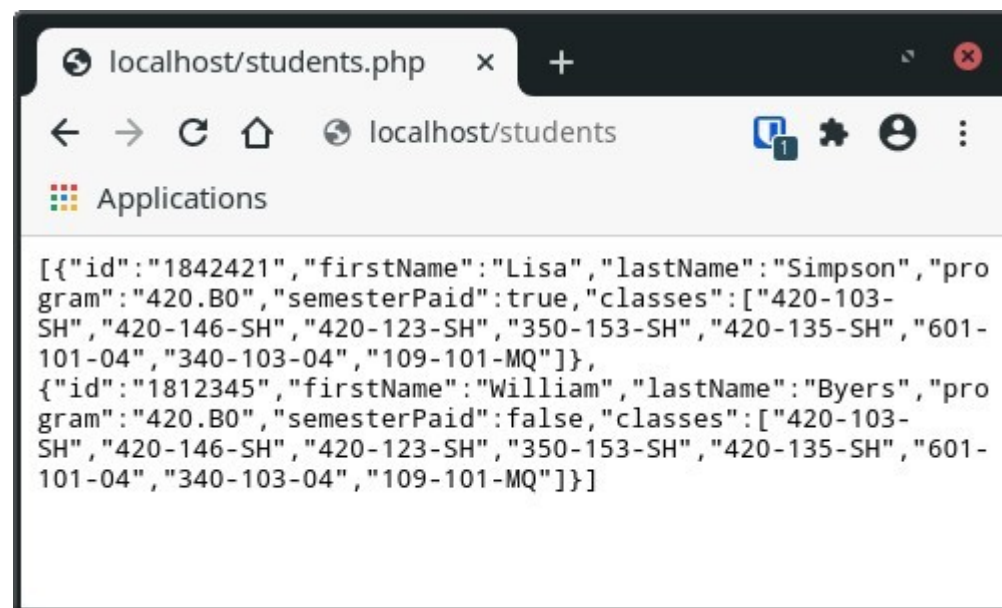 localhost/students.php
localhost/students
1
Applications
[{"id":"1842421","firstName":"Lisa","lastName":"Simpson","pro
gram":"420.B0","semesterPaid":true,"classes":["420-103-
SH","420-146-SH","420-123-SH","350-153-SH","420-135-SH","601-
101-04","340-103-04","109-101-MQ"]},
{"id":"1812345","firstName":"William","lastName":"Byers","pro
gram":"420.B0","semesterPaid":false,"classes":["420-103-
SH","420-146-SH","420-123-SH","350-153-SH","420-135-SH","601-
101-04","340-103-04","109-101-MQ"]}]